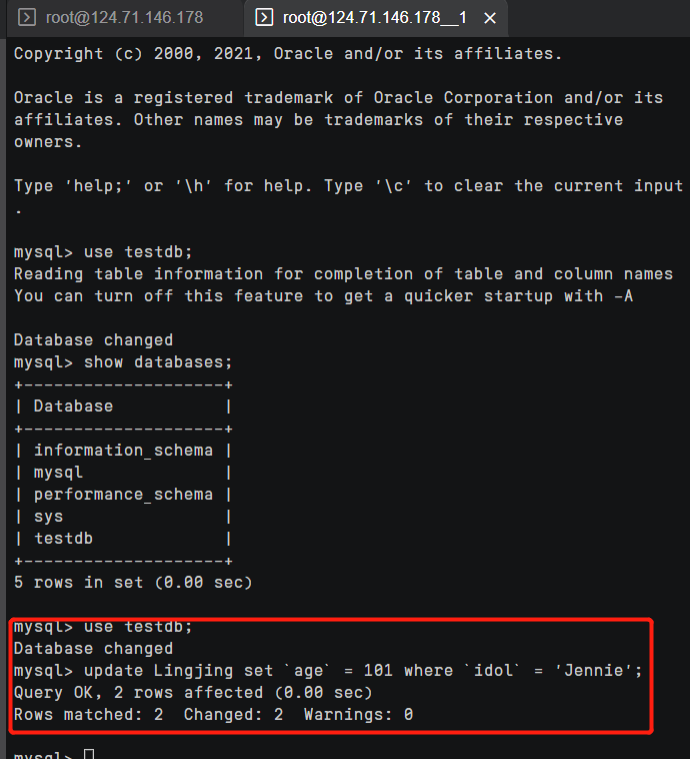 root@124.71.146.178 root@124.71.146.178__1
Copyright (c) 2000, 2021, Oracle and/or its affiliates.
Oracle is a registered trademark of Oracle Corporation and/or its
affiliates. Other names may be trademarks of their respective
owners.
Type 'help;' or '\h' for help. Type '\c' to clear the current input
.
mysql> use testdb;
Reading table information for completion of table and column names
You can turn off this feature to get a quicker startup with -A
Database changed
mysql> show databases;
+--------------------+
| Database           |
+--------------------+
| information_schema |
| mysql              |
| performance_schema |
| sys                |
| testdb             |
+--------------------+
5 rows in set (0.00 sec)
mysql> use testdb;
Database changed
mysql> update Lingjing set `age` = 101 where `idol` = 'Jennie';
Query OK, 2 rows affected (0.00 sec)
Rows matched: 2  Changed: 2  Warnings: 0
mysql>